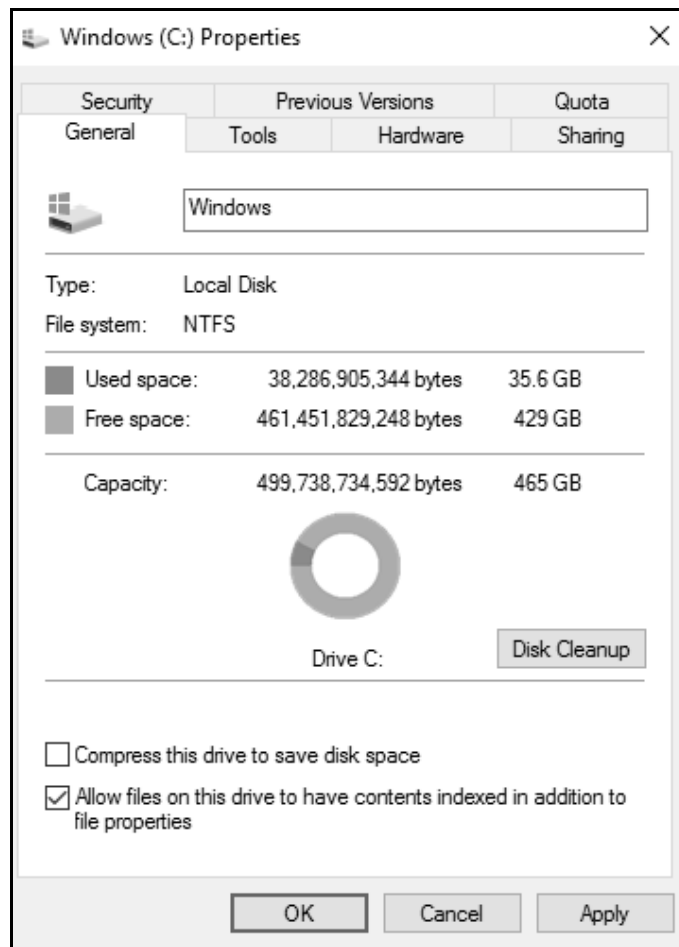 Windows (C:) Properties
Security Previous Versions Quota
General Tools Hardware Sharing
Windows
Type: Local Disk
File system: NTFS
Used space: 38,286,905,344 bytes 35.6 GB
Free space: 461,451,829,248 bytes 429 GB
Capacity: 499,738,734,592 bytes 465 GB
Drive C: Disk Cleanup
Compress this drive to save disk space
Allow files on this drive to have contents indexed in addition to
file properties
OK Cancel Apply